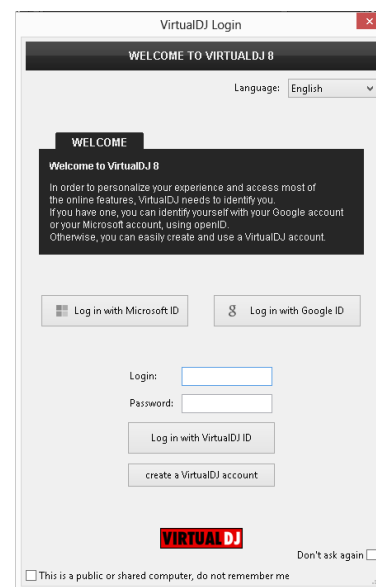 VirtualDJ Login
WELCOME TO VIRTUALDJ 8
Language: English
WELCOME
Welcome to VirtualDJ 8
In order to personalize your experience and access most of
the online features, VirtualDJ needs to identify you.
If you have one, you can identify yourself with your Google account
or your Microsoft account, using openID.
Otherwise, you can easily create and use a VirtualDJ account.
Log in with Microsoft ID
g Log in with Google ID
Login:
Password:
Log in with VirtualDJ ID
create a VirtualDJ account
VIRTUAL DJ
Don't ask again
This is a public or shared computer, do not remember me